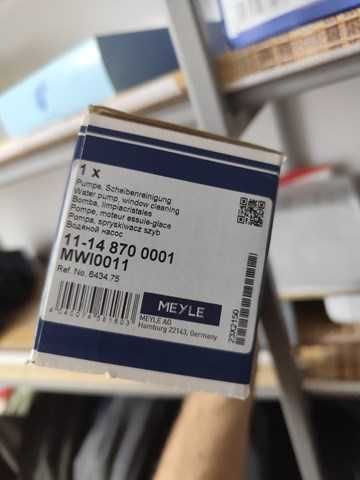 1 x
Pumpe, Scheibenreinigung
Water pump, window cleaning
Bomba, limpiacristales
Pompe, moteur essuie-glace
Pompa, spryskiwacz szyb
Водяной насос
11-14 870 0001
MWI0011
Ref. No. 6434.75
MEYLE
MEYLE AG
Hamburg 22143, Germany
23X2150